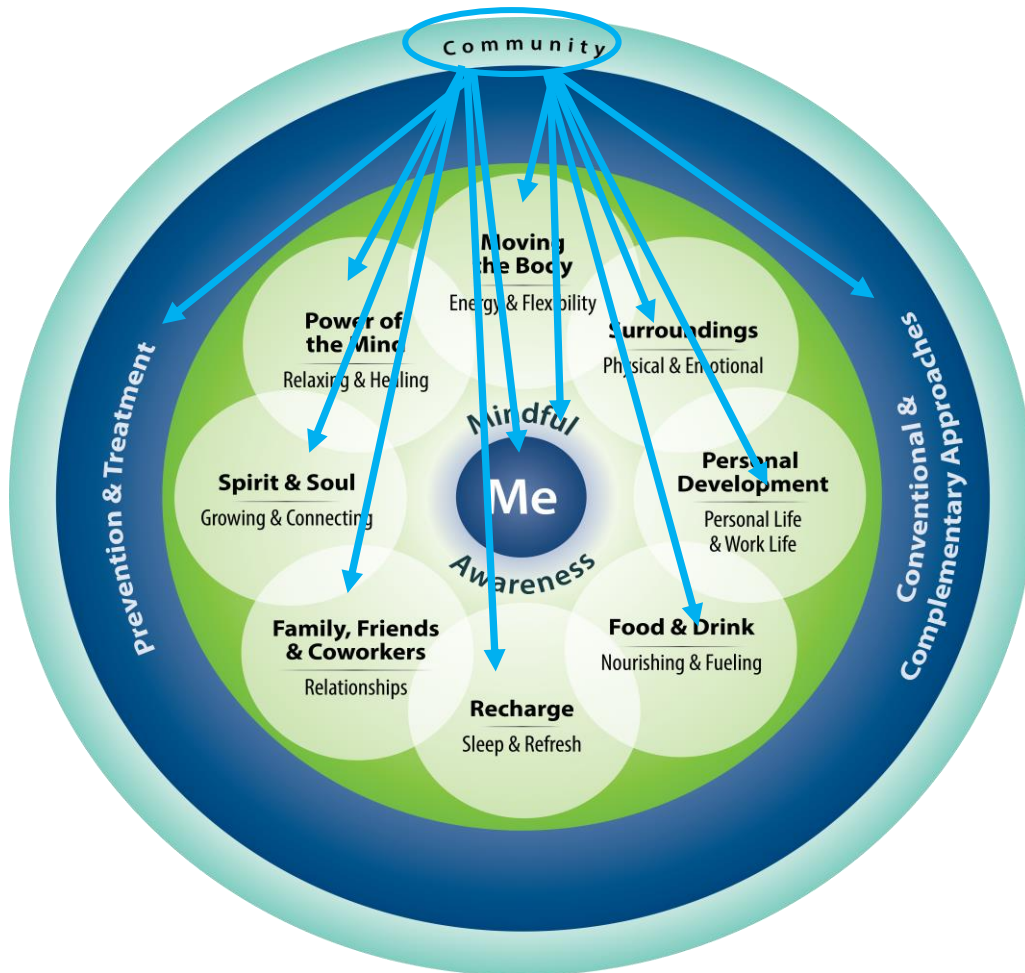 Community
Moving
the Body
Energy & Flexibility
Power of
the Mind
Relaxing & Healing
Surroundings
Physical & Emotional
Mindful
Me
Awareness
Spirit & Soul
Growing & Connecting
Personal
Development
Personal Life
& Work Life
Family, Friends
& Coworkers
Relationships
Food & Drink
Nourishing & Fueling
Recharge
Sleep & Refresh
Prevention & Treatment
Conventional &
Complementary Approaches